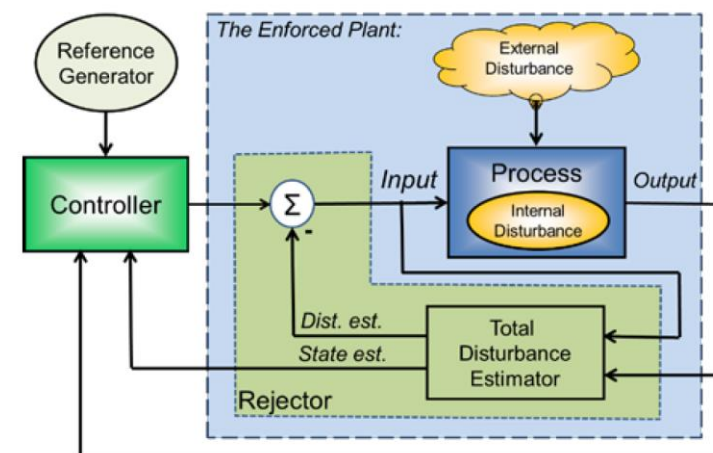 The Enforced Plant:
Reference
Generator
External
Disturbance
Controller
Σ
-
Input
Process
Internal
Disturbance
Output
Dist. est.
State est.
Total
Disturbance
Estimator
Rejector